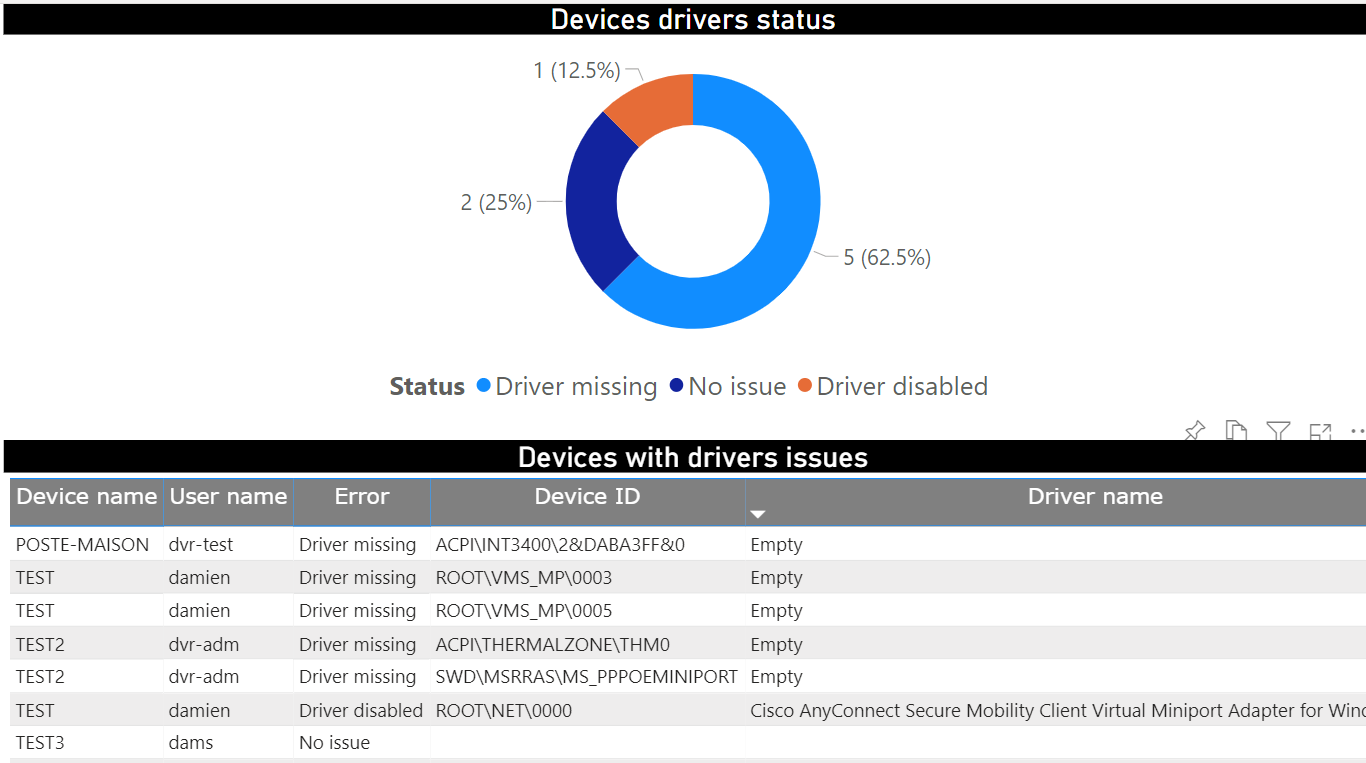 Devices drivers status
1 (12.5%)
2 (25%)
5 (62.5%)
Status Driver missing No issue Driver disabled
Devices with drivers issues
Device name User name Error Device ID Driver name
POSTE-MAISON dvr-test Driver missing ACPI\INT3400\2&DABA3FF&0 Empty
TEST damien Driver missing ROOT\VMS_MP\0003 Empty
TEST damien Driver missing ROOT\VMS_MP\0005 Empty
TEST2 dvr-adm Driver missing ACPI\THERMALZONE\THM0 Empty
TEST2 dvr-adm Driver missing SWD\MSRRAS\MS_PPPOEMINIPORT Empty
TEST damien Driver disabled ROOT\NET\0000 Cisco AnyConnect Secure Mobility Client Virtual Miniport Adapter for
TEST3 dams No issue